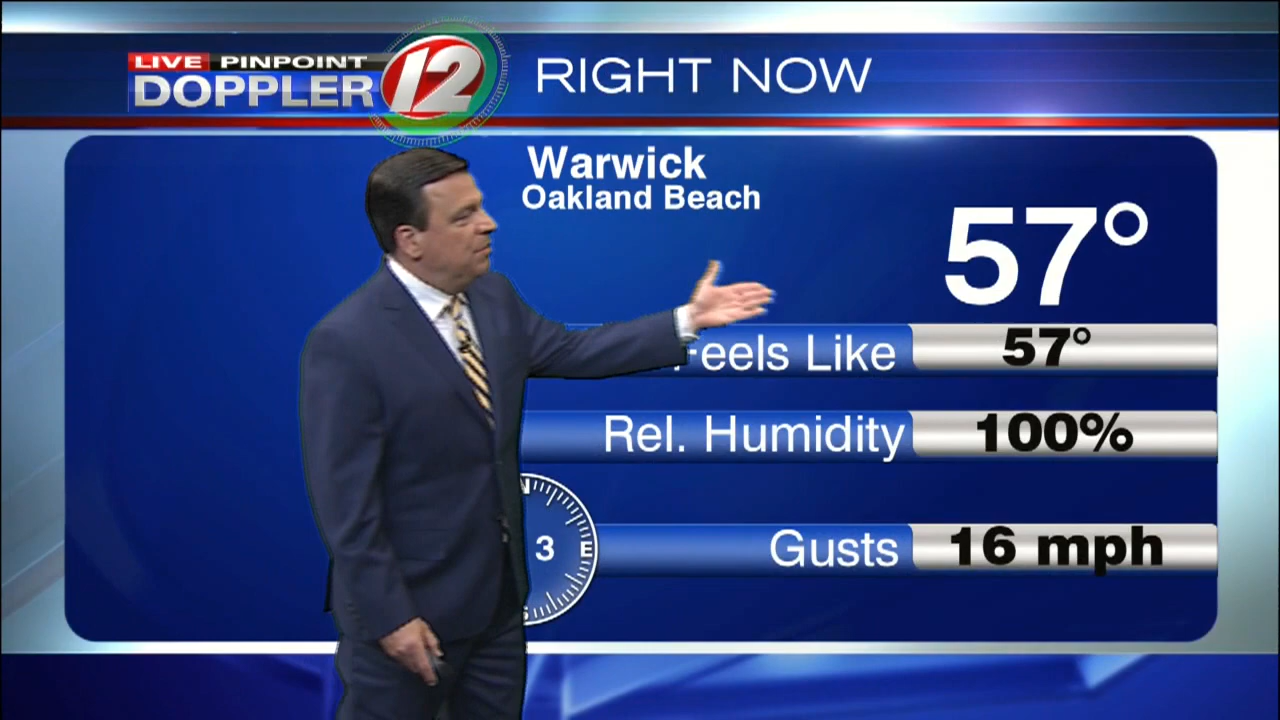 LIVE PINPOINT
DOPPLER 12
RIGHT NOW
Warwick
Oakland Beach
57°
Feels Like 57°
Rel. Humidity 100%
N
3 E
S
Gusts 16 mph